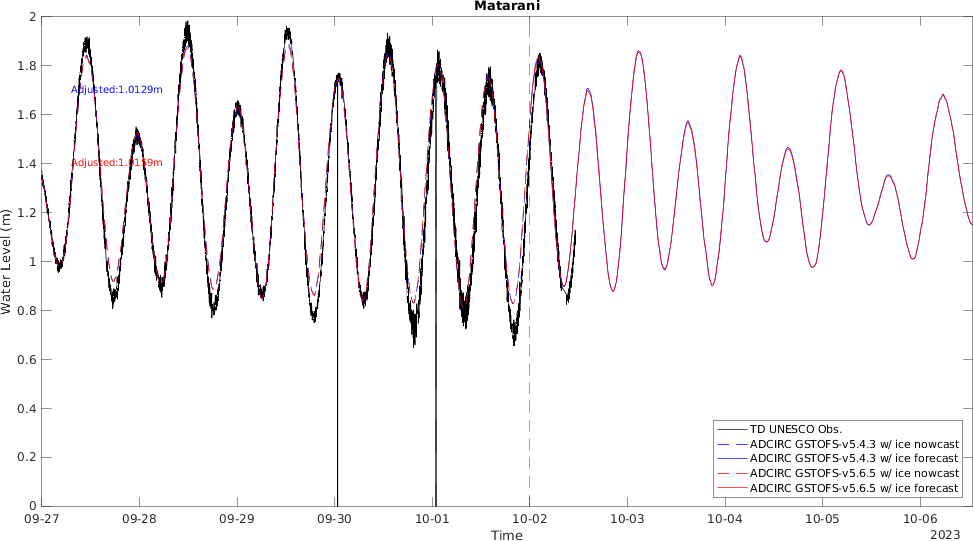 Matarani
2
1.8
1.6
1.4
1.2
1
0.8
0.6
0.4
0.2
0
Water Level (m)
Adjusted:1.0129m
Adjusted:1.0159m
TD UNESCO Obs.
ADCIRC GSTOFS-v5.4.3 w/ ice nowcast
ADCIRC GSTOFS-v5.4.3 w/ ice forecast
ADCIRC GSTOFS-v5.6.5 w/ ice nowcast
ADCIRC GSTOFS-v5.6.5 w/ ice forecast
09-27 09-28 09-29 09-30 10-01 10-02 10-03 10-04 10-05 10-06
Time
2023